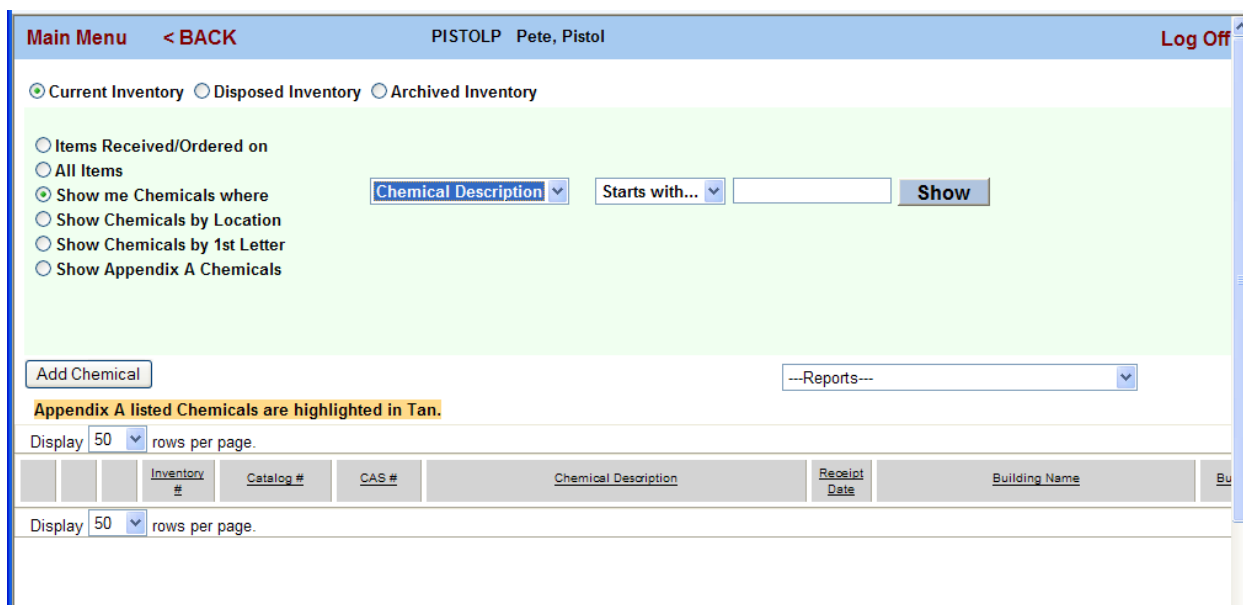 Main Menu < BACK PISTOLP Pete, Pistol Log Off
Current Inventory Disposed Inventory Archived Inventory
Items Received/Ordered on
All Items
Show me Chemicals where Chemical Description Starts with... Show
Show Chemicals by Location
Show Chemicals by 1st Letter
Show Appendix A Chemicals
Add Chemical ---Reports---
Appendix A listed Chemicals are highlighted in Tan.
Display 50 rows per page.
Inventory # Catalog # CAS # Chemical Description Receipt Date Building Name Bu
Display 50 rows per page.